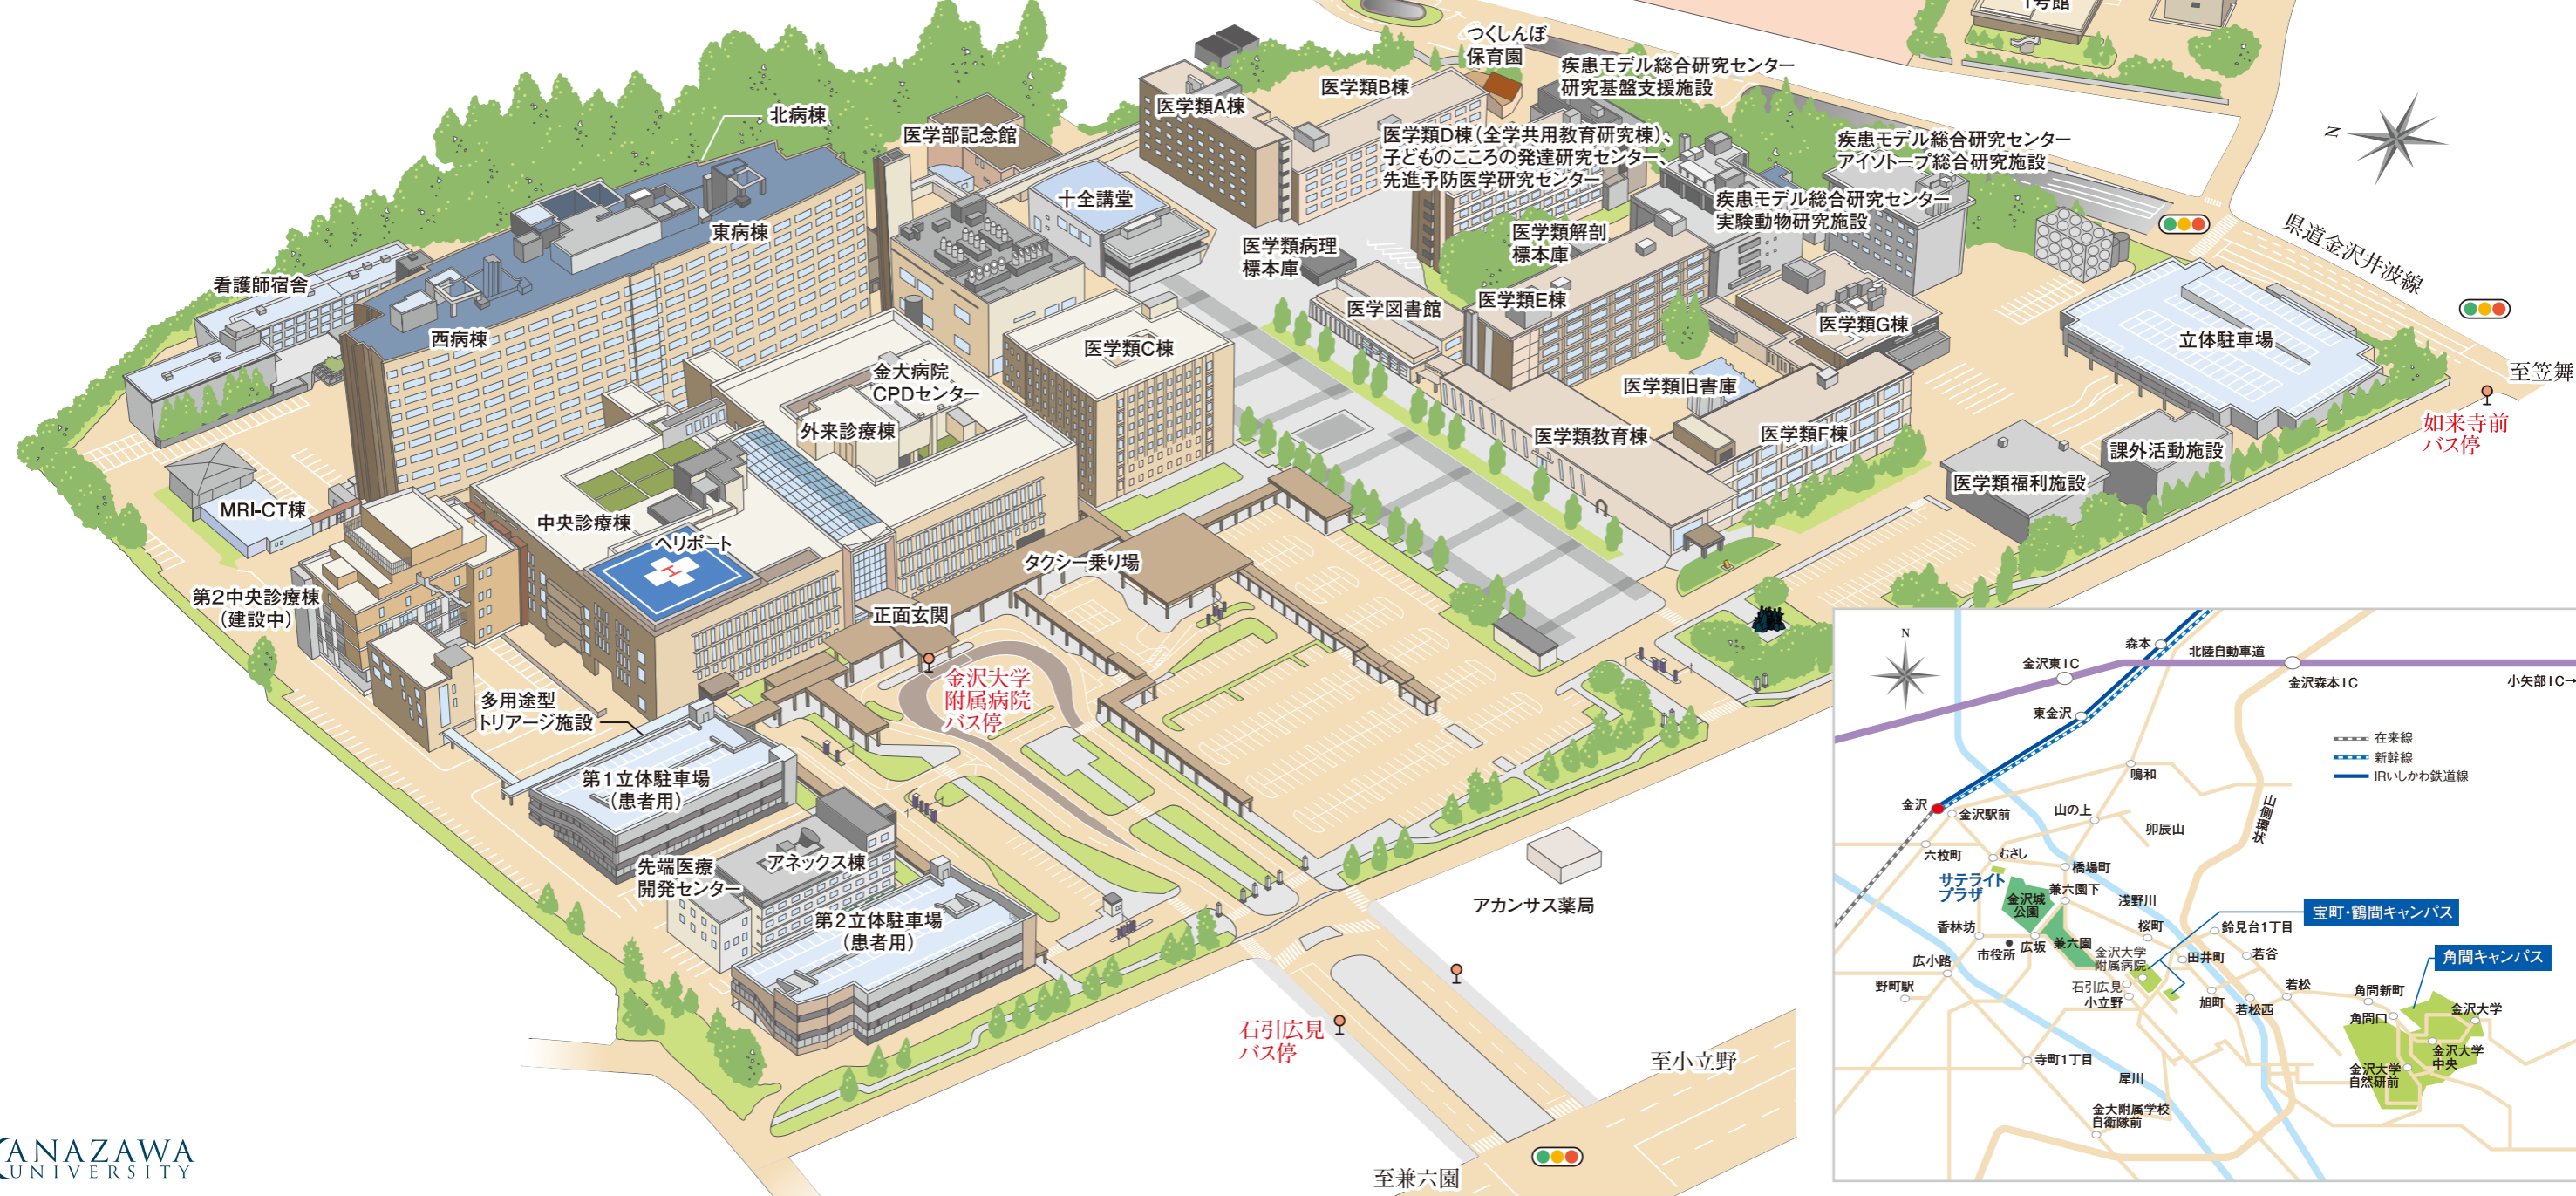 1号館
つくしんぼ
保育園
疾患モデル総合研究センター
研究基盤支援施設
医学類B棟
医学類A棟
北病棟
医学部記念館
医学類D棟（全学共用教育研究棟）、
子どものこころの発達研究センター、
先進予防医学研究センター
疾患モデル総合研究センター
アイソトープ総合研究施設
N
十全講堂
疾患モデル総合研究センター
実験動物研究施設
県道金沢井波線
東病棟
医学類病理
標本庫
医学類解剖
標本庫
看護師宿舎
医学図書館
医学類E棟
医学類G棟
西病棟
医学類C棟
立体駐車場
至笠舞
金大病院
CPDセンター
医学類旧書庫
如来寺前
バス停
外来診療棟
医学類教育棟
医学類F棟
課外活動施設
医学類福利施設
MRI-CT棟
中央診療棟
ヘリポート
H
タクシー乗り場
第2中央診療棟
（建設中）
正面玄関
金沢大学
附属病院
バス停
多用途型
トリアージ施設
第1立体駐車場
（患者用）
先端医療
開発センター
アネックス棟
第2立体駐車場
（患者用）
アカンサス薬局
石引広見
バス停
至小立野
至兼六園
KANAZAWA
UNIVERSITY
N
森本
北陸自動車道
金沢東IC
金沢森本IC
小矢部IC→
東金沢
在来線
新幹線
IRいしかわ鉄道線
鳴和
山側環状
金沢
金沢駅前
山の上
卯辰山
六枚町
むさし
橋場町
サテライト
プラザ
金沢城
公園
兼六園下
浅野川
宝町・鶴間キャンパス
香林坊
桜町
鈴見台1丁目
市役所
広坂
兼六園
金沢大学
附属病院
田井町
若谷
角間キャンパス
広小路
野町駅
石引広見
小立野
旭町
若松西
若松
角間新町
角間口
金沢大学
金沢大学
中央
金沢大学
自然研前
寺町1丁目
犀川
金大附属学校
自衛隊前